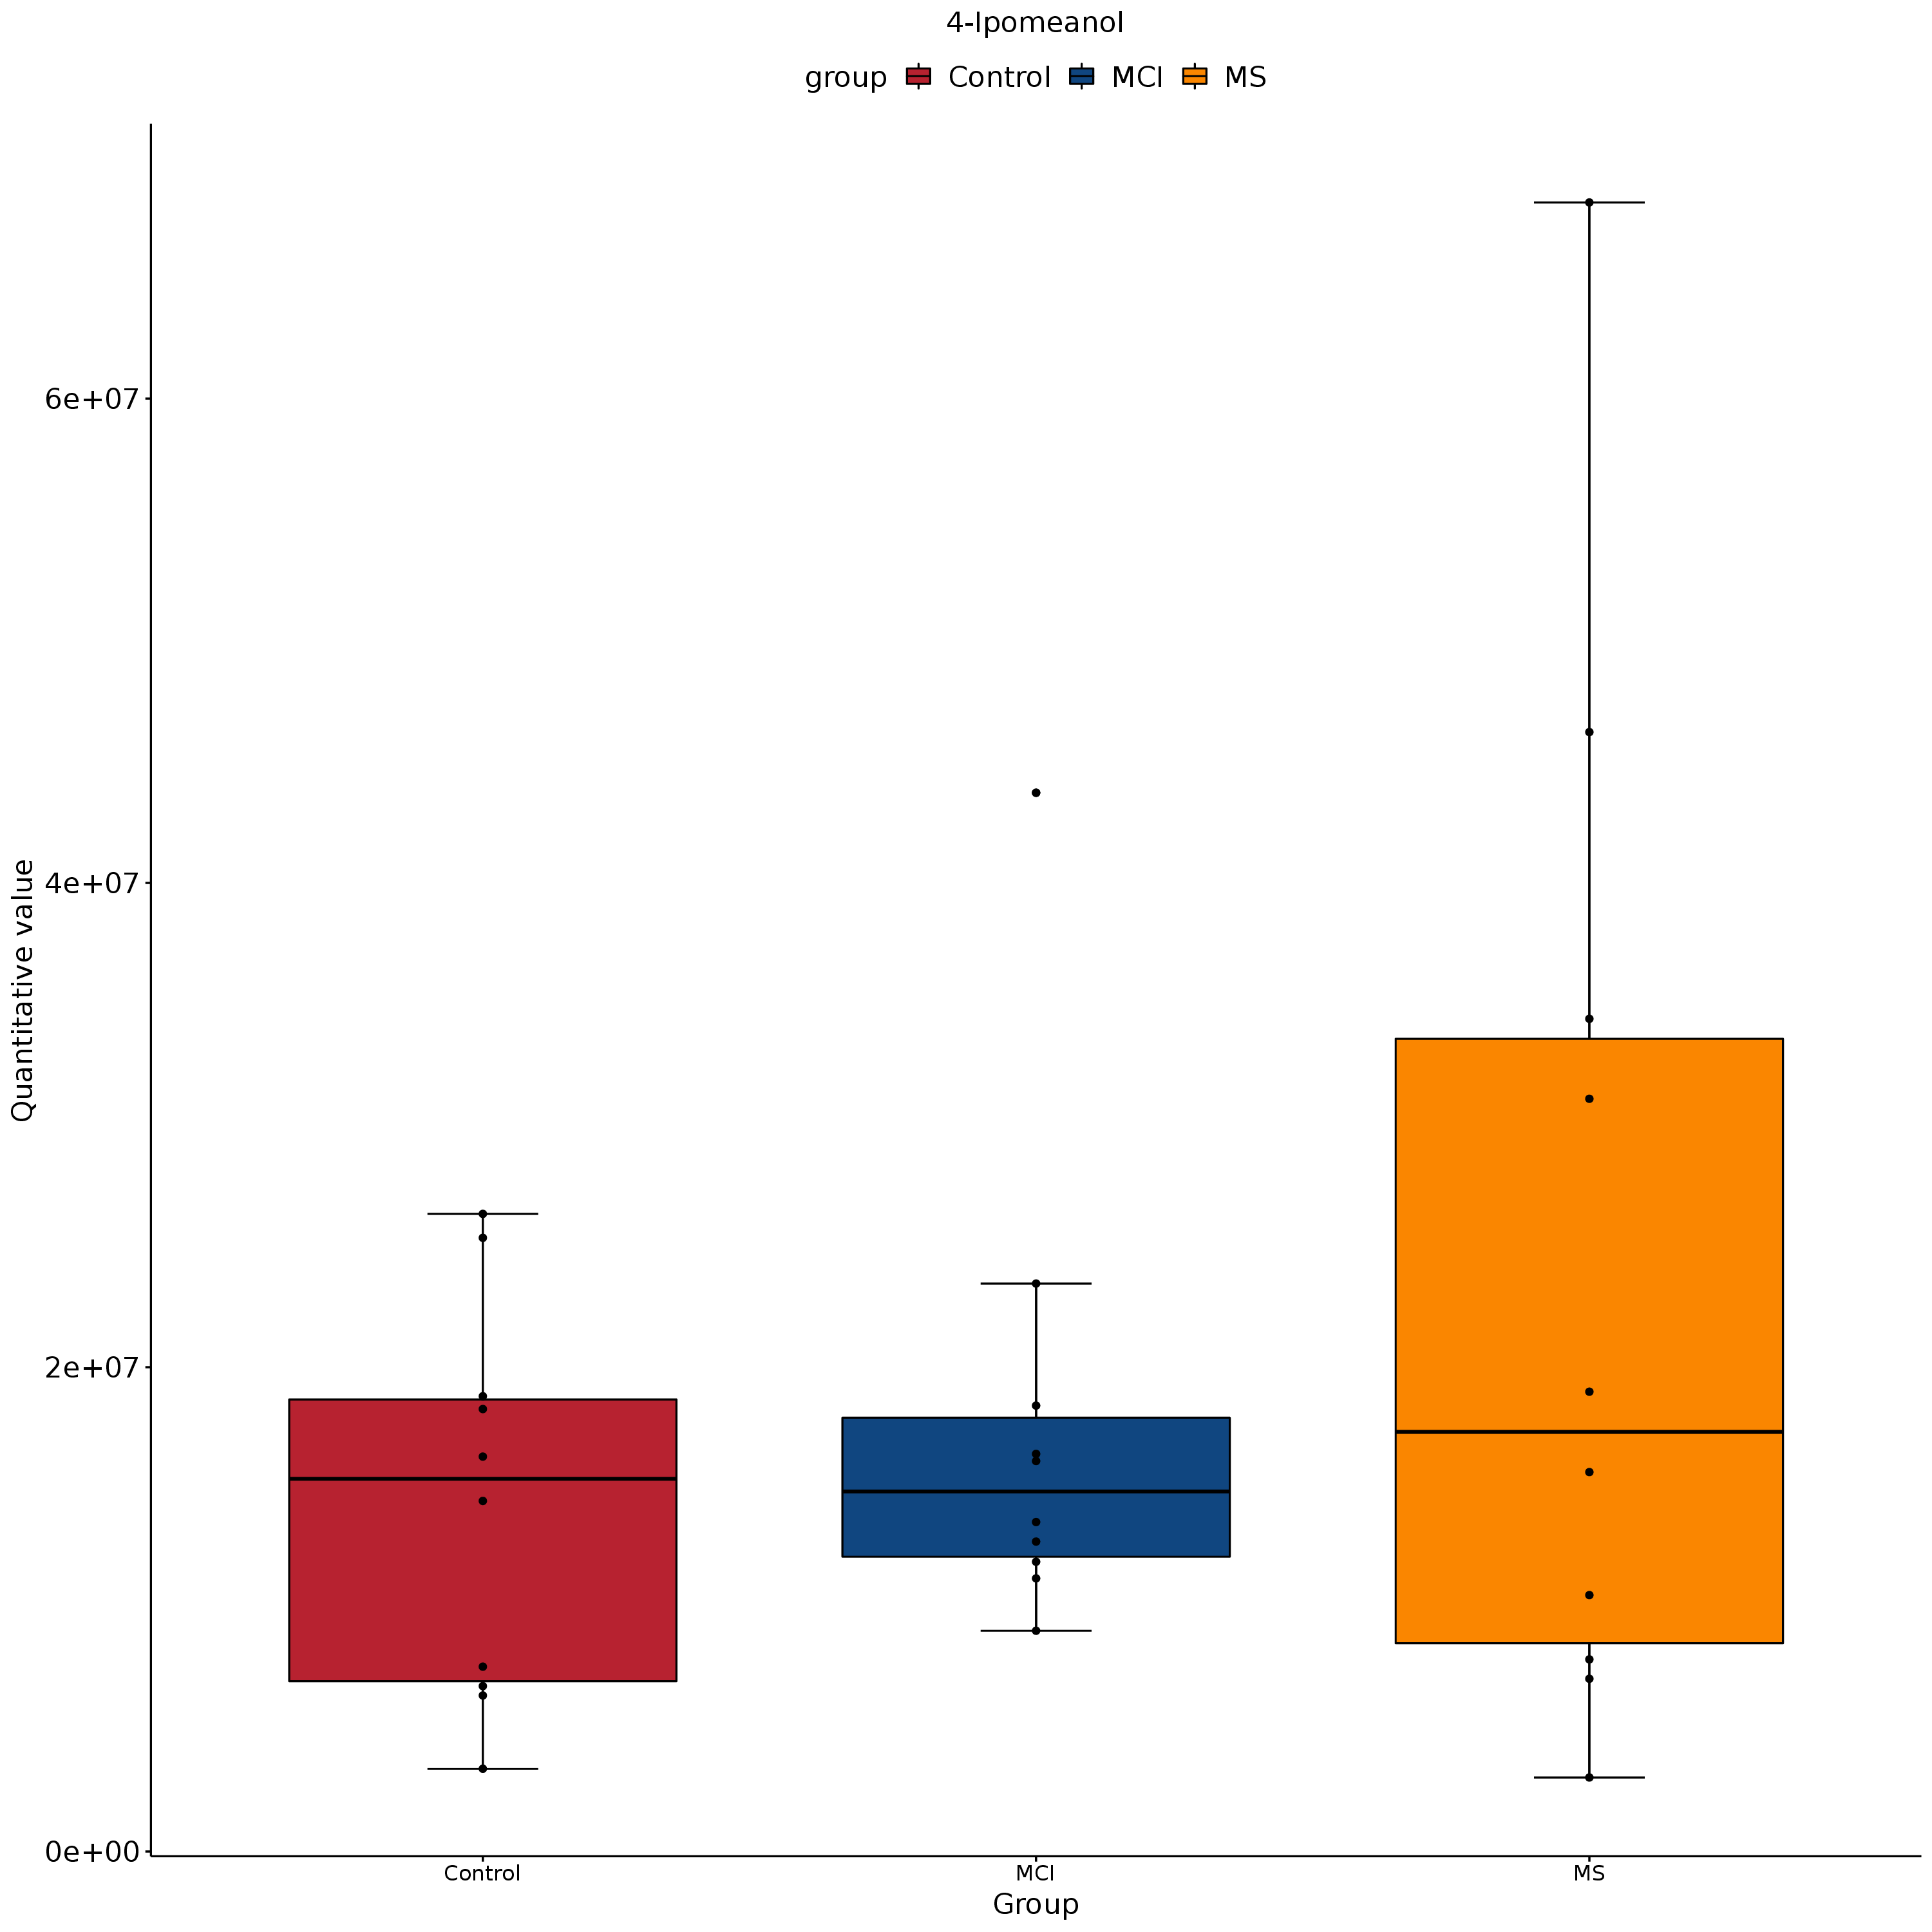 4-Ipomeanol
group Control MCI MS
Quantitative value
6e+07
4e+07
2e+07
0e+00
Control MCI MS
Group